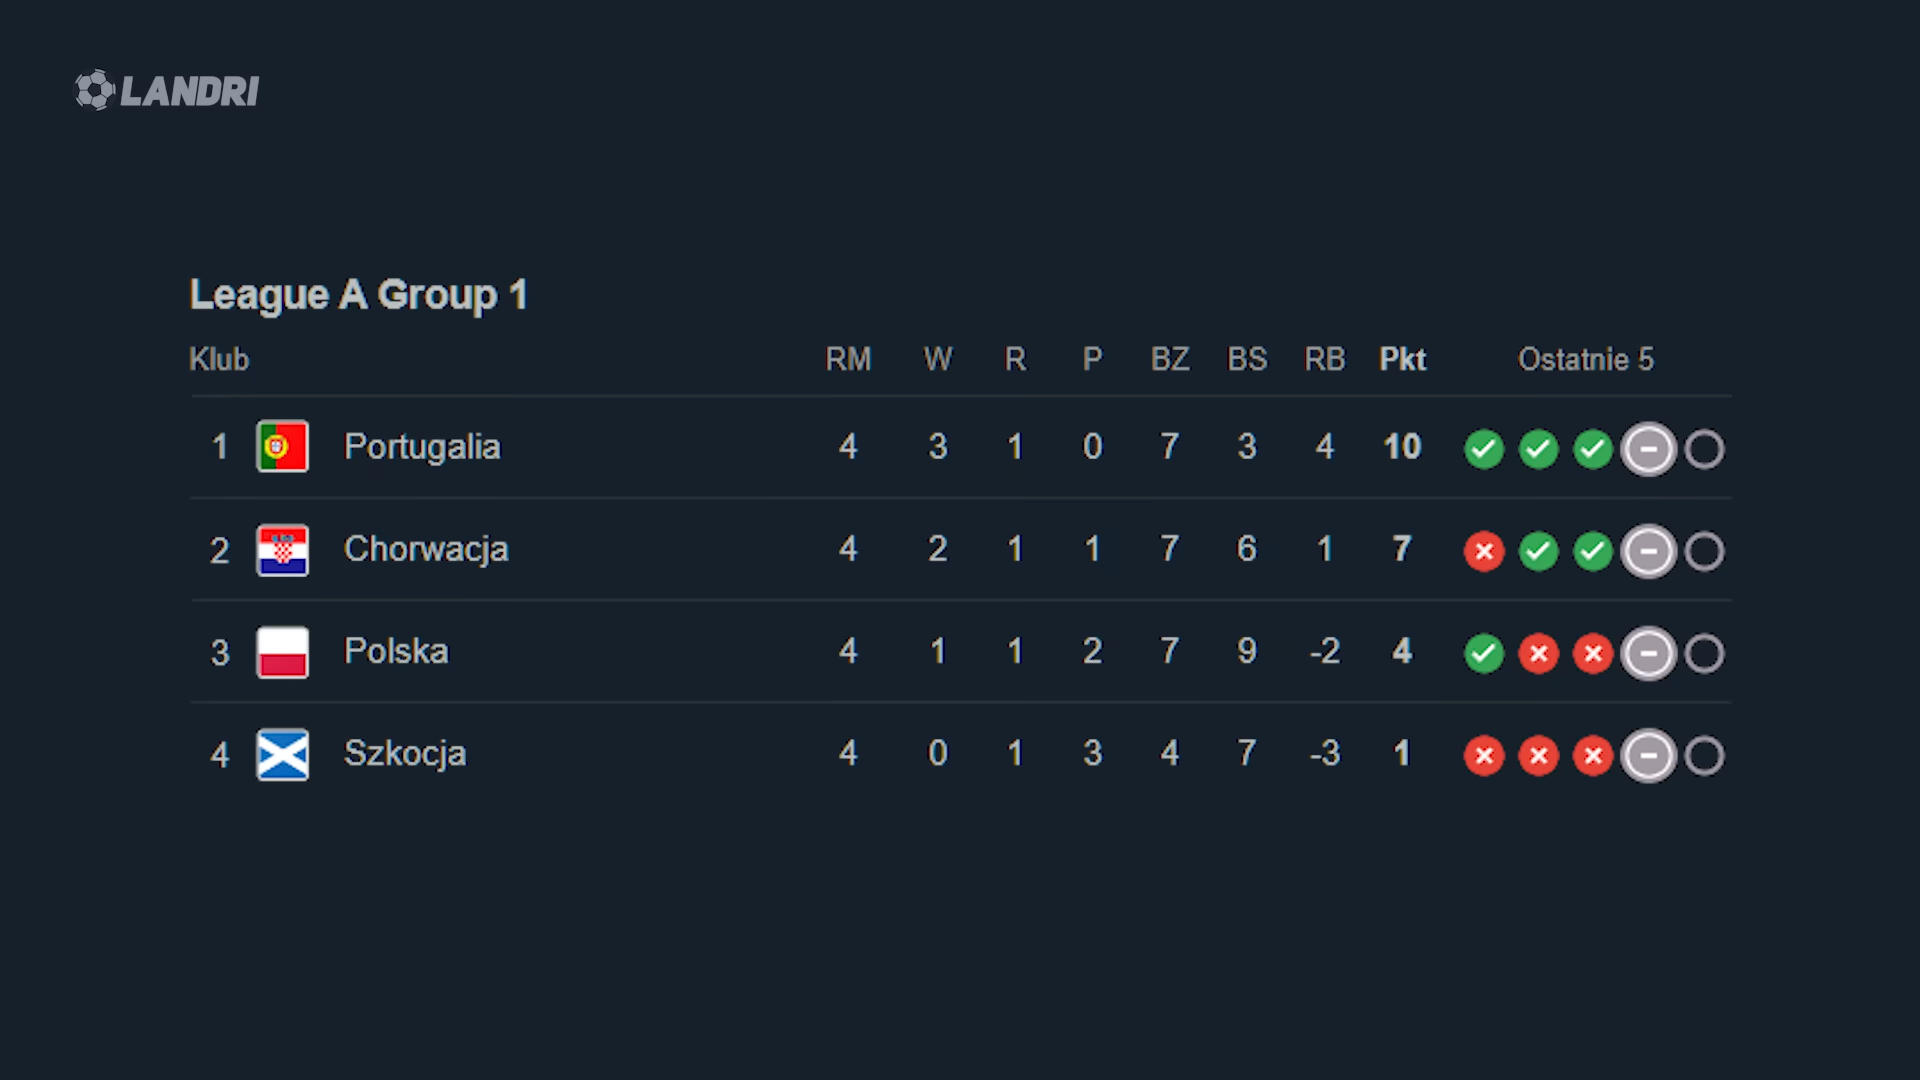 LANDRI
League A Group 1
Klub RM W R P BZ BS RB Pkt Ostatnie 5
1 Portugalia 4 3 1 0 7 3 4 10
2 Chorwacja 4 2 1 1 7 6 1 7
3 Polska 4 1 1 2 7 9 -2 4
4 Szkocja 4 0 1 3 4 7 -3 1